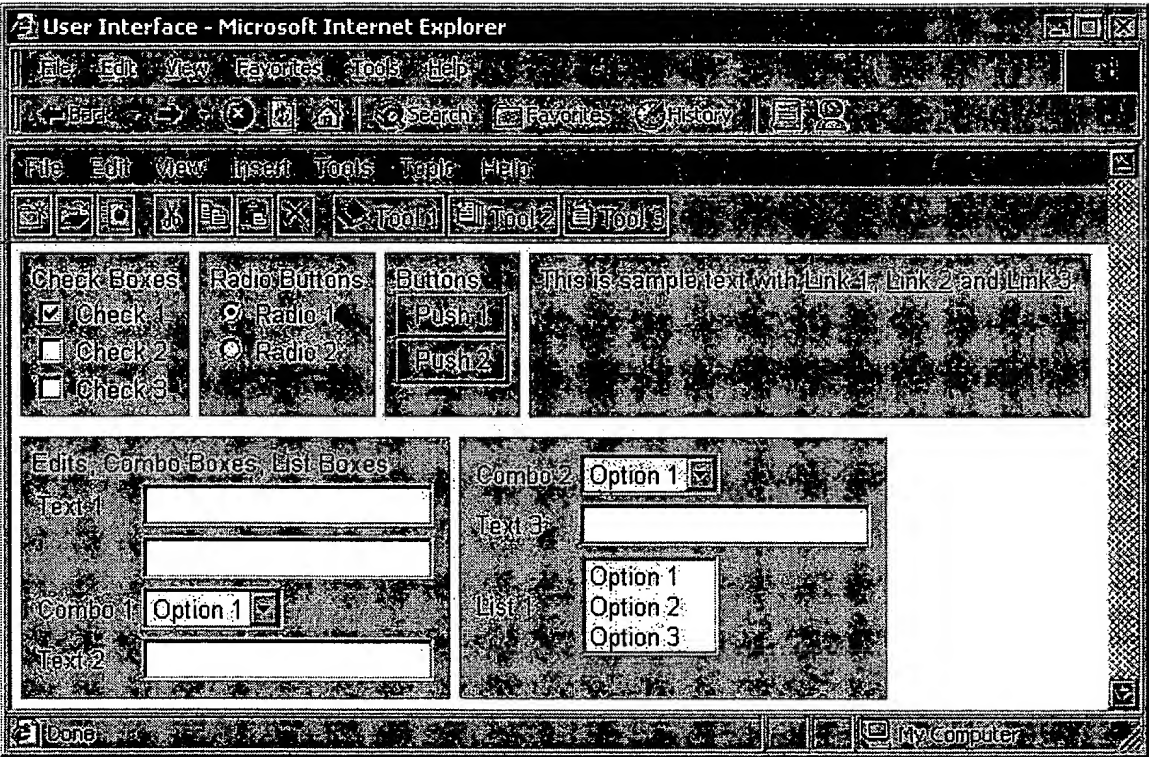 User Interface - Microsoft Internet Explorer
File Edit View Favorites Tools Help
Back Search Favorites History
File Edit View Insert Tools Topic Help
Tool 1 Tool 2 Tool 3
Check Boxes
Check 1
Check 2
Check 3
Radio Buttons
Radio 1
Radio 2
Buttons
Push 1
Push 2
This is sample text with Link 1, Link 2 and Link 3.
Edits, Combo Boxes, List Boxes
Text 1
Combo 1 Option 1
Text 2
Combo 2 Option 1
Text 3
List 1
Option 1
Option 2
Option 3
Done My Computer